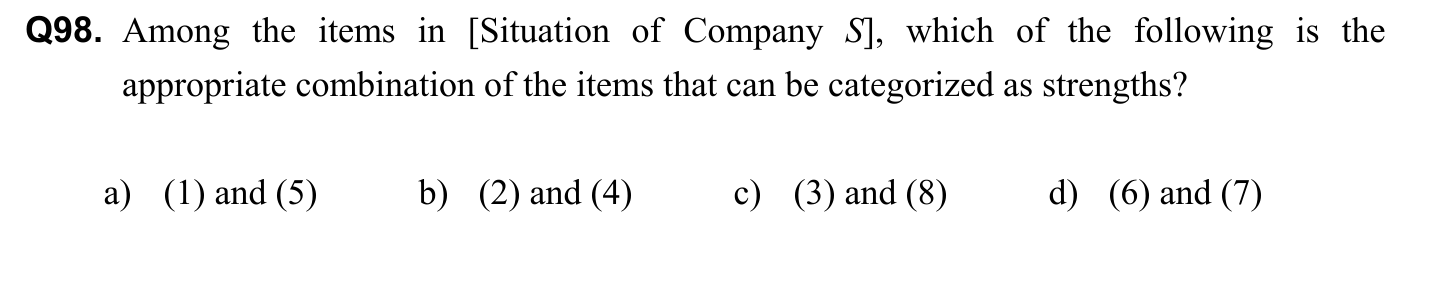 Q98. Among the items in [Situation of Company S], which of the following is the
appropriate combination of the items that can be categorized as strengths?
a) (1) and (5) b) (2) and (4) c) (3) and (8) d) (6) and (7)